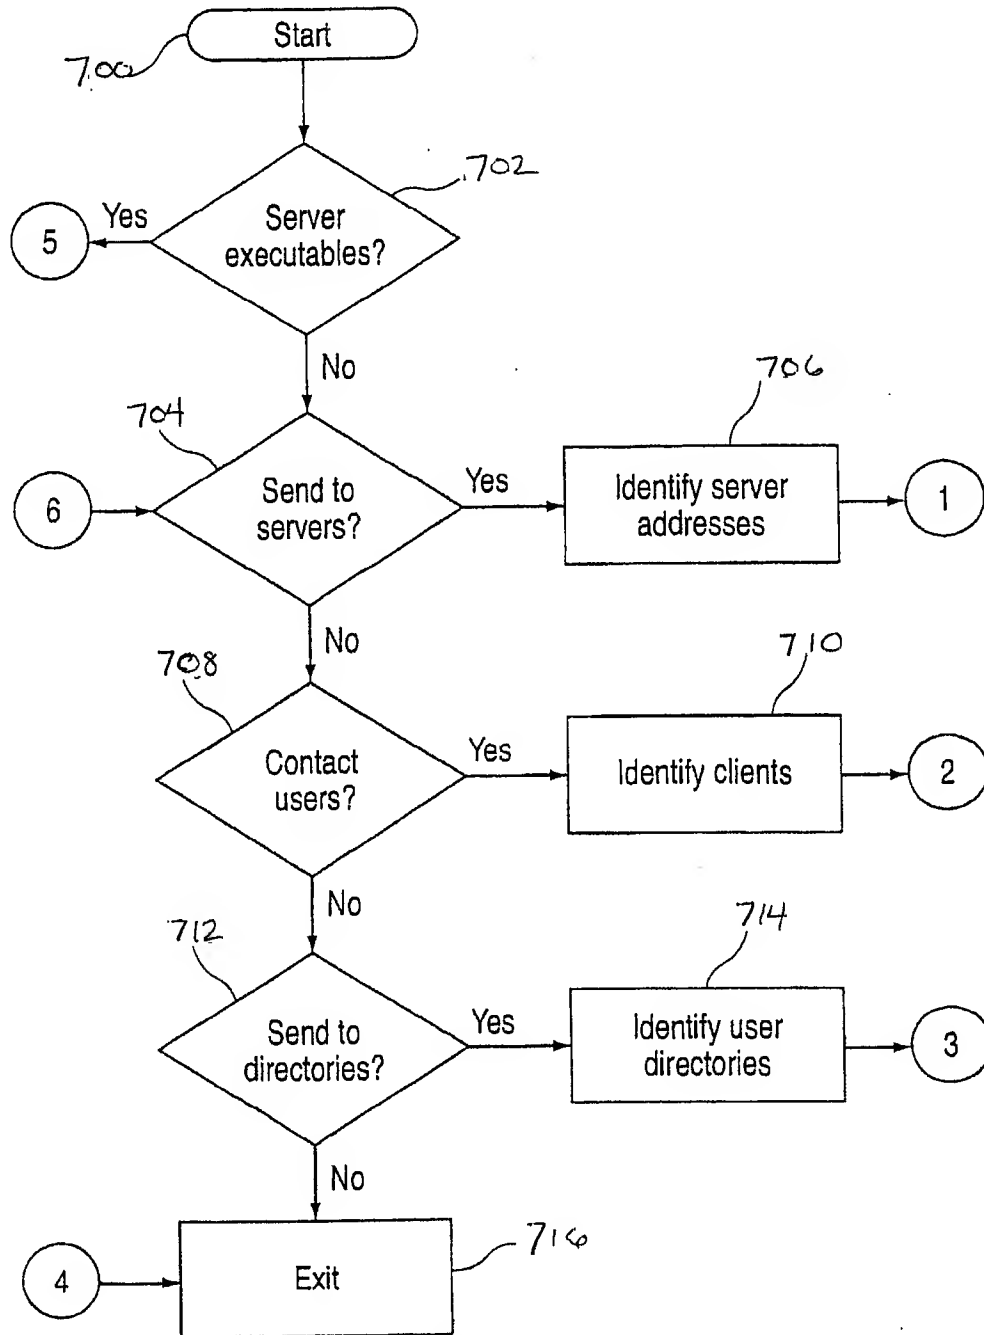 Start
700
702
Yes
5
Server
executables?
No
706
704
6
Send to
servers?
Yes
Identify server
addresses
1
No
710
708
Contact
users?
Yes
Identify clients
2
No
714
712
Send to
directories?
Yes
Identify user
directories
3
No
716
4
Exit